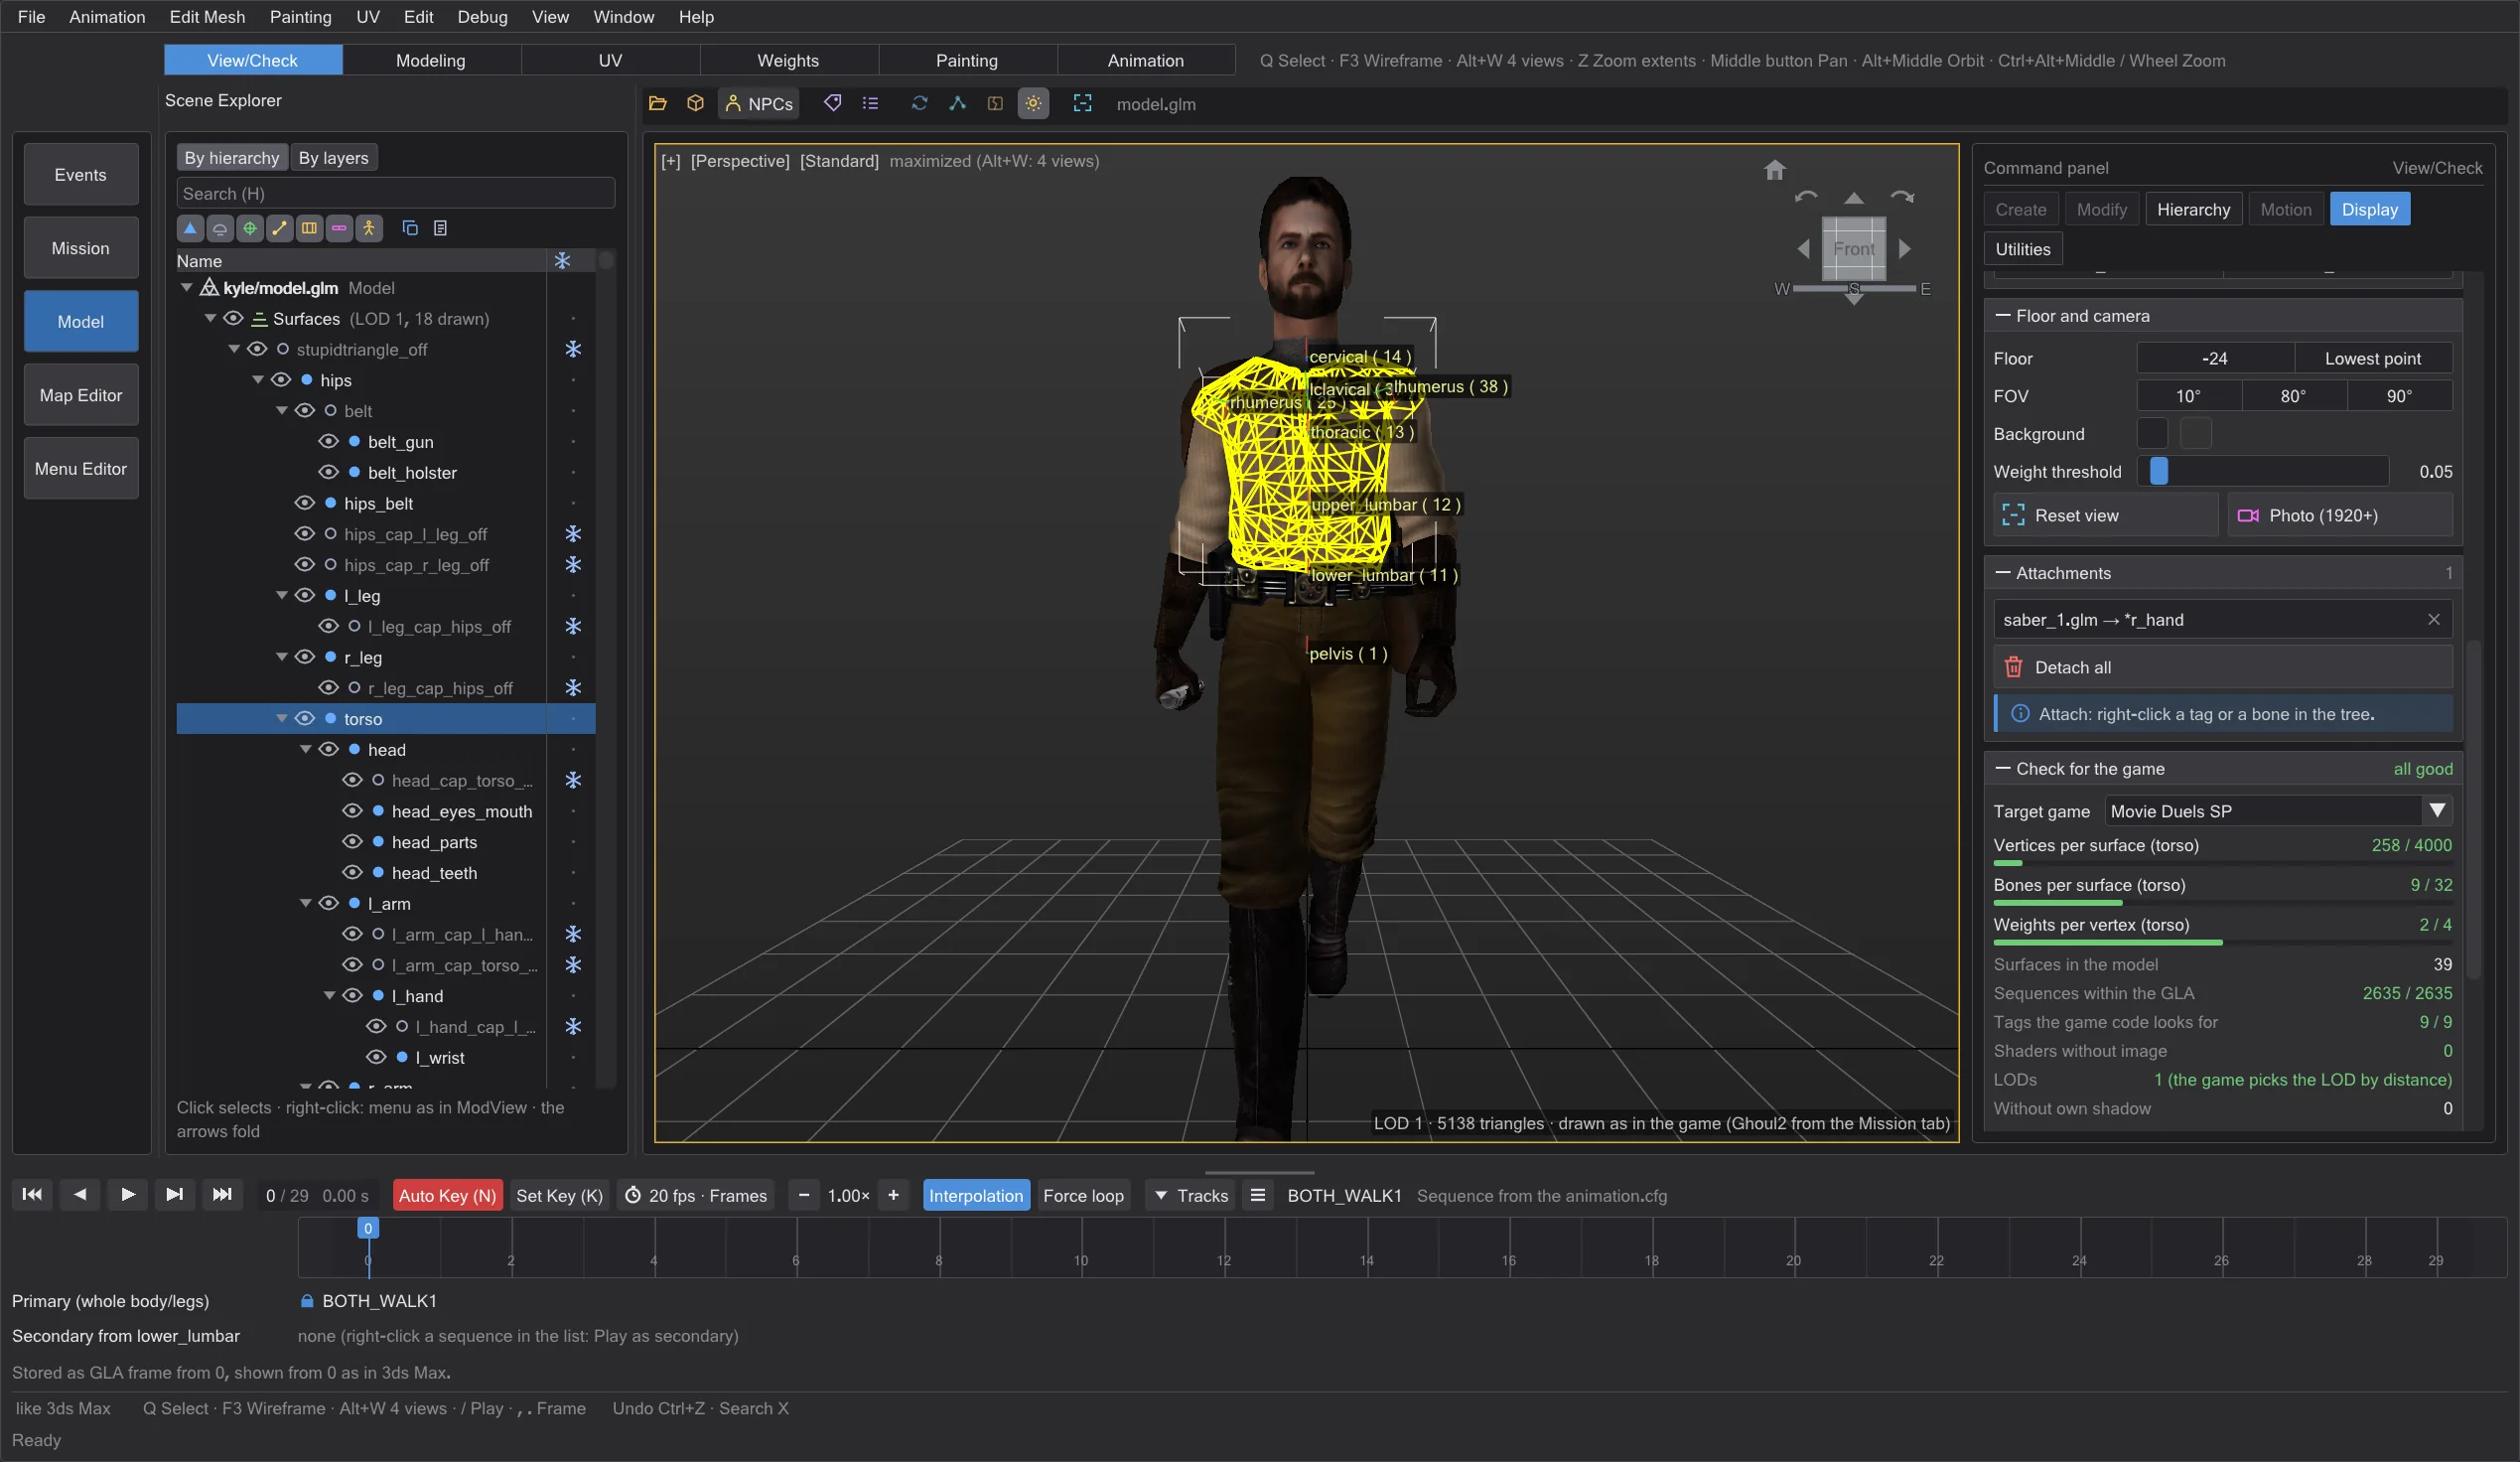 File Animation Edit Mesh Painting UV Edit Debug View Window Help
View/Check Modeling UV Weights Painting Animation Q Select · F3 Wireframe · Alt+W 4 views · Z Zoom extents · Middle button Pan · Alt+Middle Orbit · Ctrl+Alt+Middle / Wheel Zoom
Scene Explorer
NPCs model.glm
Events
Mission
Model
Map Editor
Menu Editor
By hierarchy By layers
Search (H)
Name
kyle/model.glm Model
Surfaces (LOD 1, 18 drawn)
stupidtriangle_off
hips
belt
belt_gun
belt_holster
hips_belt
hips_cap_l_leg_off
hips_cap_r_leg_off
l_leg
l_leg_cap_hips_off
r_leg
r_leg_cap_hips_off
torso
head
head_cap_torso_...
head_eyes_mouth
head_parts
head_teeth
l_arm
l_arm_cap_l_han...
l_arm_cap_torso_...
l_hand
l_hand_cap_l_...
l_wrist
r_arm
Click selects · right-click: menu as in ModView · the
arrows fold
[+] [Perspective] [Standard] maximized (Alt+W: 4 views)
Front
W S E
cervical ( 14 )
lclavical ( 3
lhumerus ( 38 )
rhumerus ( 25 )
thoracic ( 13 )
upper_lumbar ( 12 )
lower_lumbar ( 11 )
pelvis ( 1 )
LOD 1 · 5138 triangles · drawn as in the game (Ghoul2 from the Mission tab)
Command panel View/Check
Create Modify Hierarchy Motion Display
Utilities
Floor and camera
Floor -24 Lowest point
FOV 10° 80° 90°
Background
Weight threshold 0.05
Reset view Photo (1920+)
Attachments 1
saber_1.glm → *r_hand
Detach all
Attach: right-click a tag or a bone in the tree.
Check for the game all good
Target game Movie Duels SP
Vertices per surface (torso) 258 / 4000
Bones per surface (torso) 9 / 32
Weights per vertex (torso) 2 / 4
Surfaces in the model 39
Sequences within the GLA 2635 / 2635
Tags the game code looks for 9 / 9
Shaders without image 0
LODs 1 (the game picks the LOD by distance)
Without own shadow 0
0 / 29 0.00 s Auto Key (N) Set Key (K) 20 fps · Frames − 1.00× + Interpolation Force loop Tracks BOTH_WALK1 Sequence from the animation.cfg
0
0 2 4 6 8 10 12 14 16 18 20 22 24 26 28 29
Primary (whole body/legs) BOTH_WALK1
Secondary from lower_lumbar none (right-click a sequence in the list: Play as secondary)
Stored as GLA frame from 0, shown from 0 as in 3ds Max.
like 3ds Max Q Select · F3 Wireframe · Alt+W 4 views · / Play · , . Frame Undo Ctrl+Z · Search X
Ready